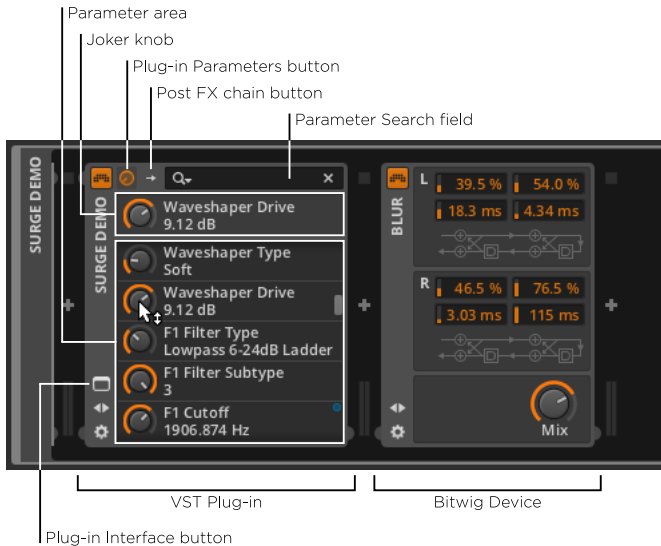 Parameter area
Joker knob
Plug-in Parameters button
Post FX chain button
Parameter Search field
SURGE DEMO
SURGE DEMO
Waveshaper Drive
9.12 dB
Waveshaper Type
Soft
Waveshaper Drive
9.12 dB
F1 Filter Type
Lowpass 6-24dB Ladder
F1 Filter Subtype
3
F1 Cutoff
1906.874 Hz
BLUR
L
39.5 % 54.0 %
18.3 ms 4.34 ms
D D
R
46.5 % 76.5 %
3.03 ms 115 ms
D D
Mix
VST Plug-in
Bitwig Device
Plug-in Interface button